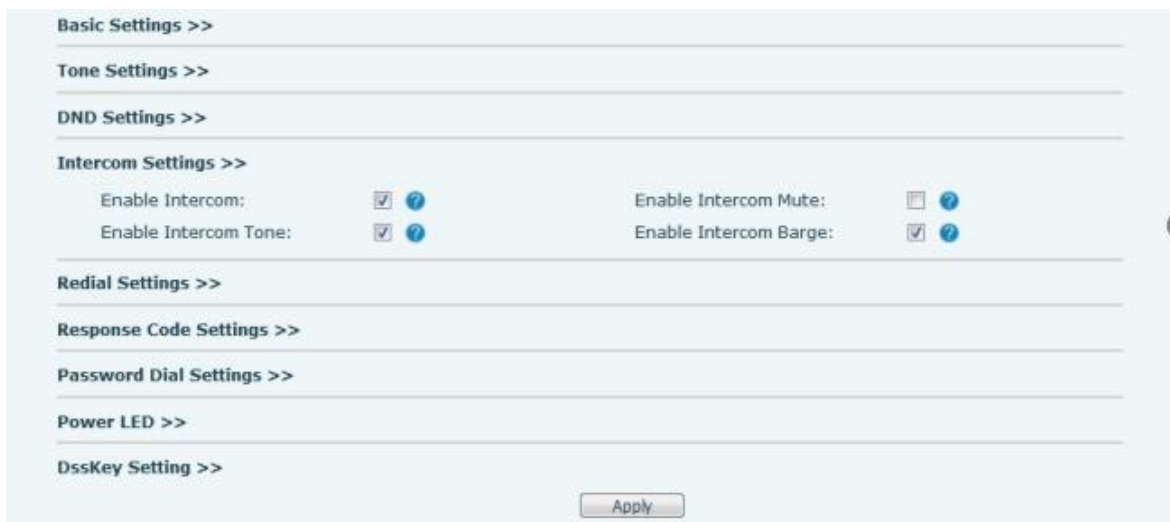 Basic Settings >>
Tone Settings >>
DND Settings >>
Intercom Settings >>
Enable Intercom: ? Enable Intercom Mute: ?
Enable Intercom Tone: ? Enable Intercom Barge: ?
Redial Settings >>
Response Code Settings >>
Password Dial Settings >>
Power LED >>
DssKey Setting >>
Apply